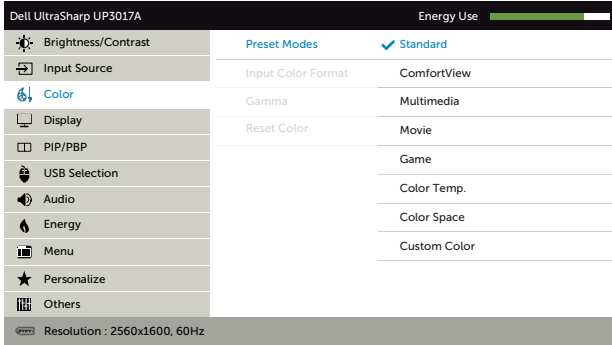 Dell UltraSharp UP3017A
Energy Use
Brightness/Contrast
Input Source
Color
Display
PIP/PBP
USB Selection
Audio
Energy
Menu
Personalize
Others
Preset Modes
Input Color Format
Gamma
Reset Color
Standard
ComfortView
Multimedia
Movie
Game
Color Temp.
Color Space
Custom Color
Resolution : 2560x1600, 60Hz